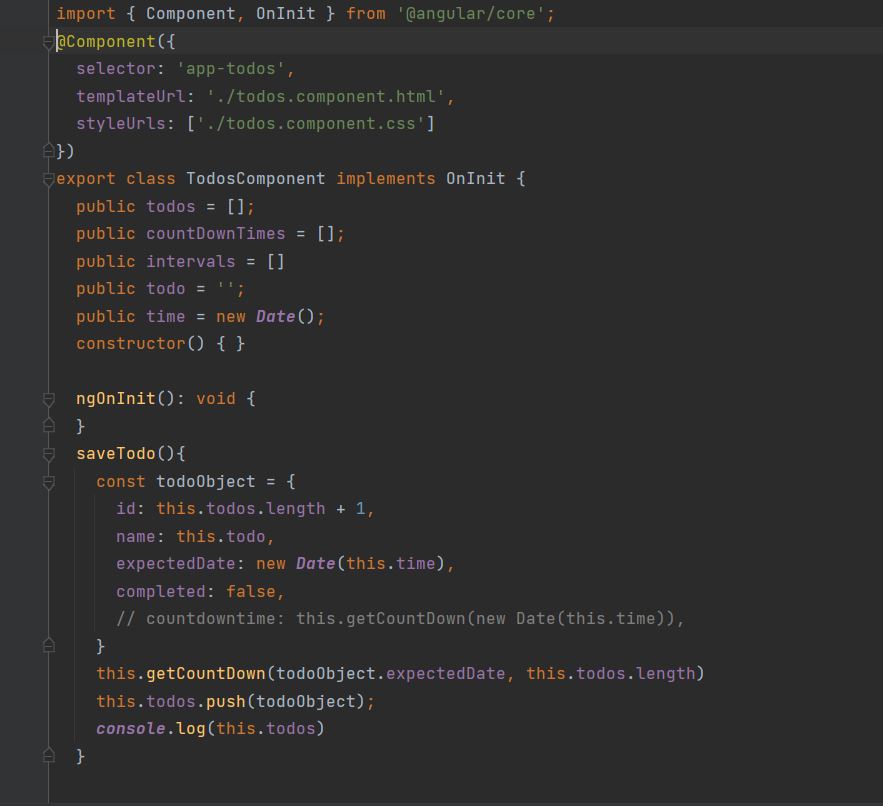 import { Component, OnInit } from '@angular/core';
@Component({
  selector: 'app-todos',
  templateUrl: './todos.component.html',
  styleUrls: ['./todos.component.css']
})
export class TodosComponent implements OnInit {
  public todos = [];
  public countDownTimes = [];
  public intervals = []
  public todo = '';
  public time = new Date();
  constructor() { }

  ngOnInit(): void {
  }
  saveTodo(){
    const todoObject = {
      id: this.todos.length + 1,
      name: this.todo,
      expectedDate: new Date(this.time),
      completed: false,
      // countdowntime: this.getCountDown(new Date(this.time)),
    }
    this.getCountDown(todoObject.expectedDate, this.todos.length)
    this.todos.push(todoObject);
    console.log(this.todos)
  }